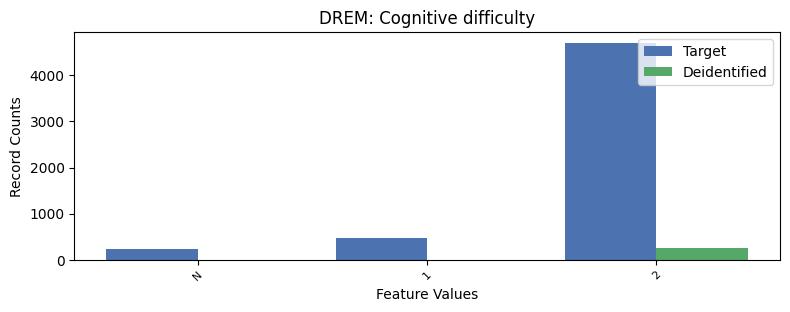 DREM: Cognitive difficulty
Target
Deidentified
Record Counts
4000
3000
2000
1000
0
N
1
2
Feature Values